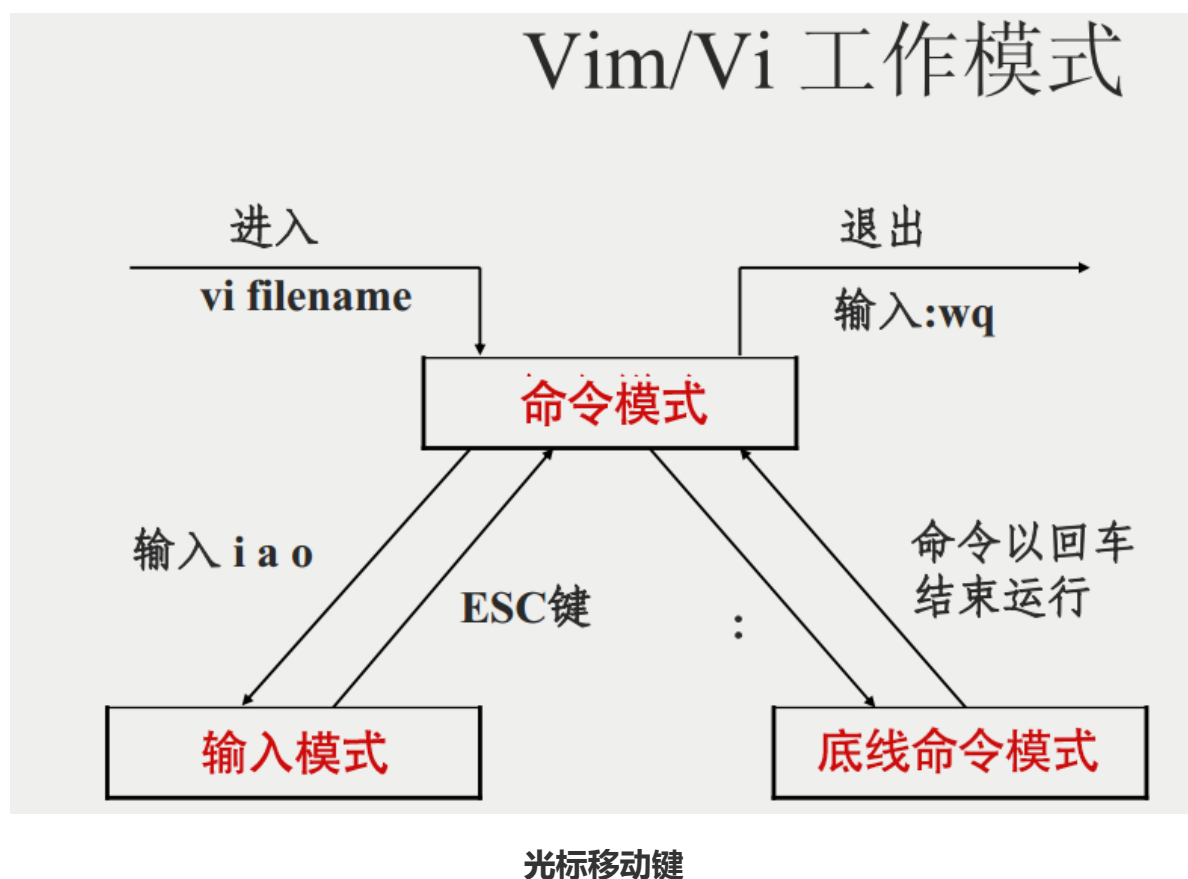 Vim/Vi 工作模式
进入
vi filename
退出
输入:wq
命令模式
输入 i a o
ESC键
:
命令以回车
结束运行
输入模式
底线命令模式
光标移动键